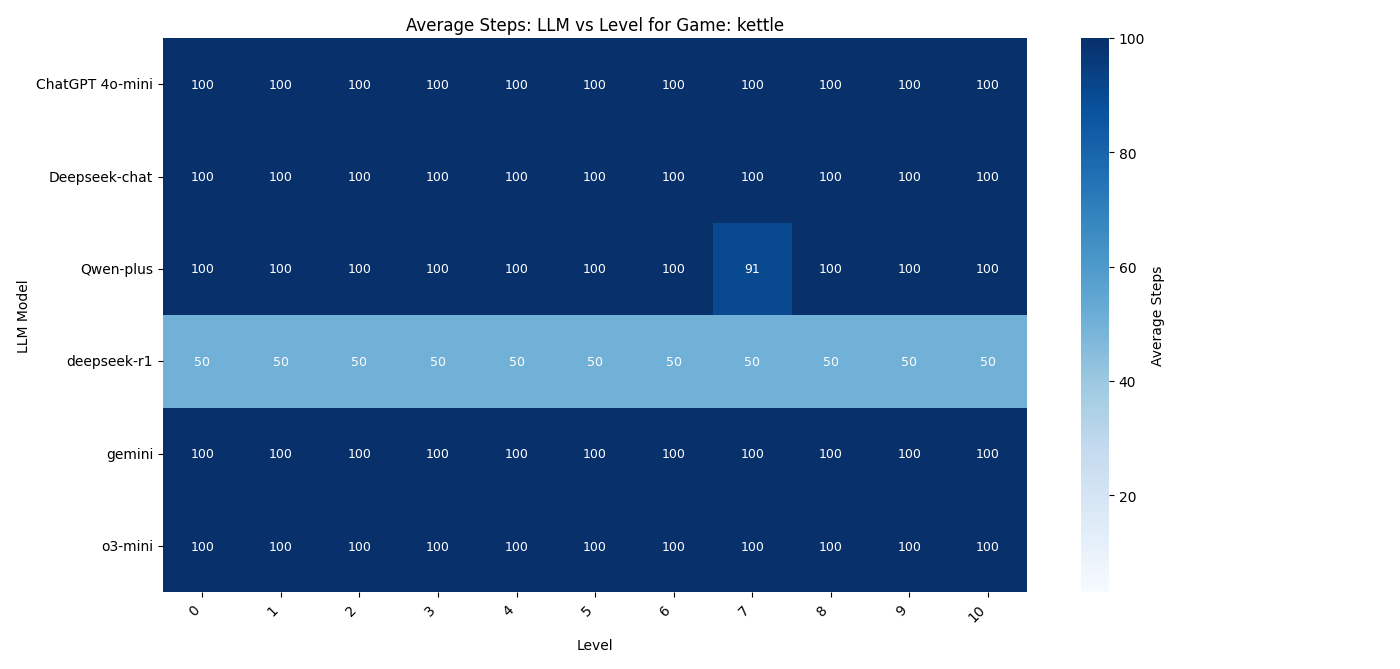 Average Steps: LLM vs Level for Game: kettle
ChatGPT 4o-mini 100 100 100 100 100 100 100 100 100 100 100
Deepseek-chat 100 100 100 100 100 100 100 100 100 100 100
Qwen-plus 100 100 100 100 100 100 100 91 100 100 100
deepseek-r1 50 50 50 50 50 50 50 50 50 50 50
gemini 100 100 100 100 100 100 100 100 100 100 100
o3-mini 100 100 100 100 100 100 100 100 100 100 100
0 1 2 3 4 5 6 7 8 9 10
Level
LLM Model
100
80
60
40
20
Average Steps